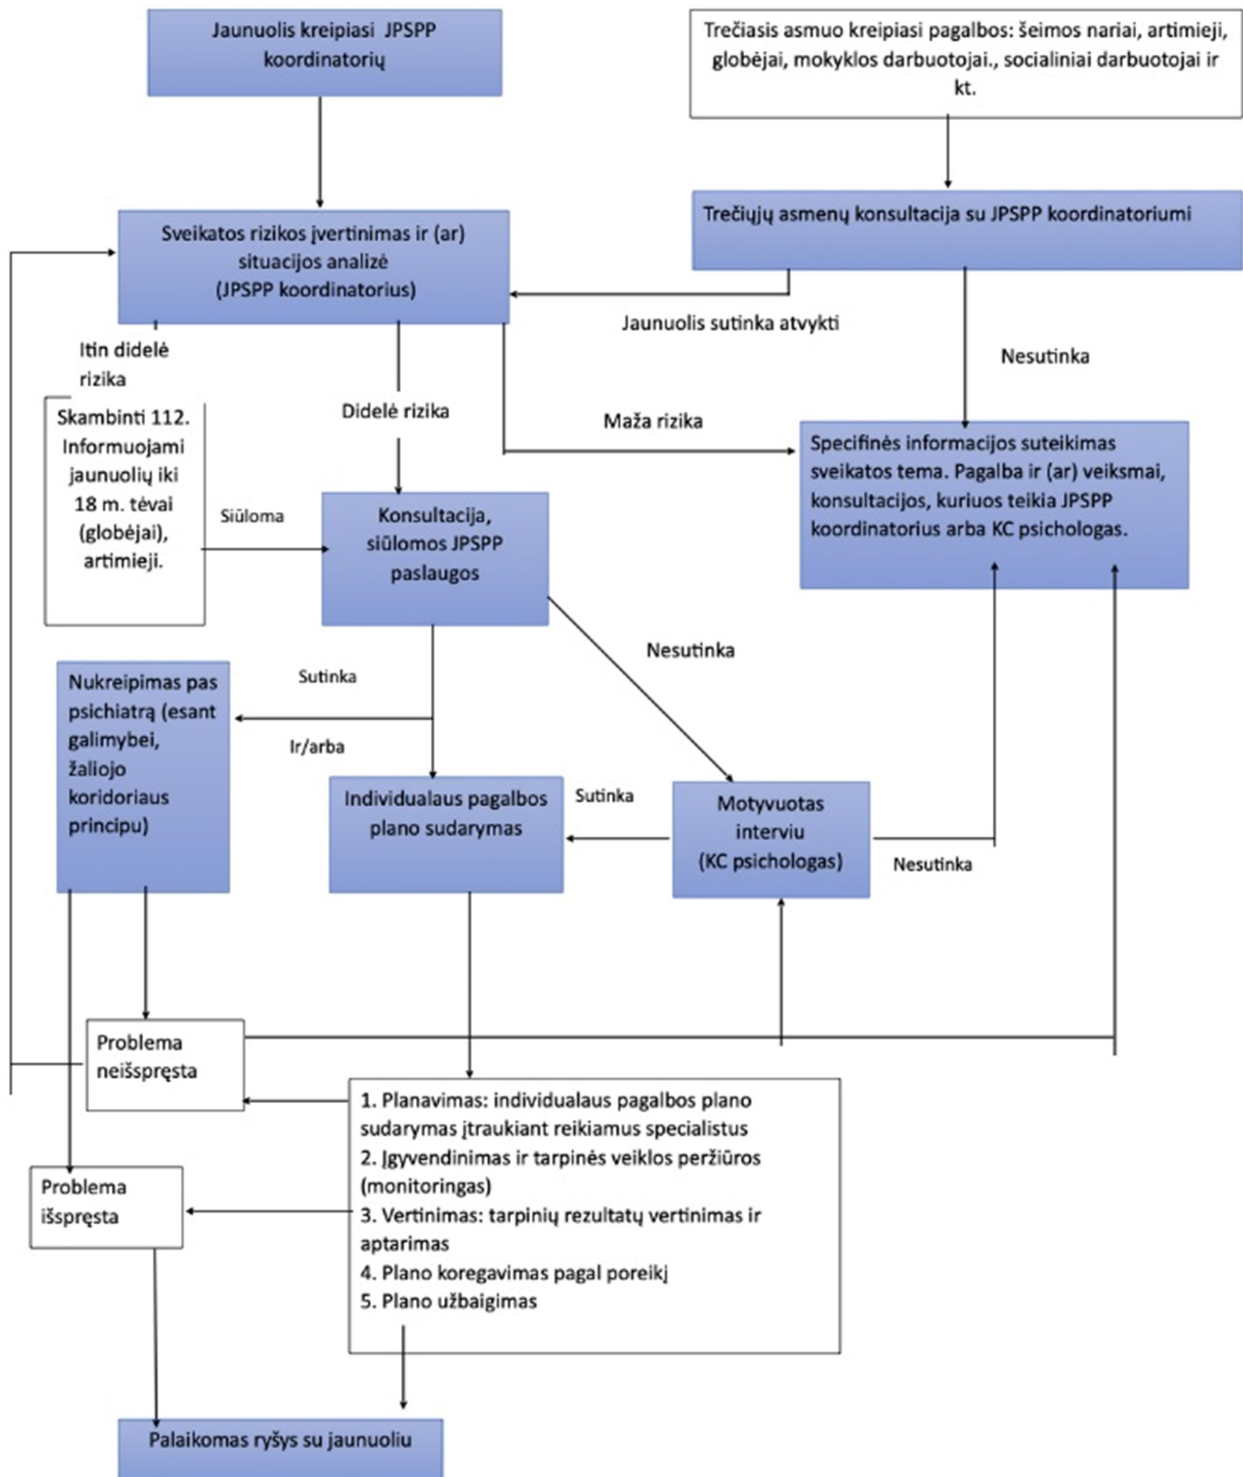 Jaunuolis kreipiasi JPSPP
koordinatorių
Trečiasis asmuo kreipiasi pagalbos: šeimos nariai, artimieji,
globėjai, mokyklos darbuotojai., socialiniai darbuotojai ir
kt.
Trečiųjų asmenų konsultacija su JPSPP koordinatoriumi
Sveikatos rizikos įvertinimas ir (ar)
situacijos analizė
(JPSPP koordinatorius)
Jaunuolis sutinka atvykti
Nesutinka
Itin didelė
rizika
Didelė rizika
Maža rizika
Skambinti 112.
Informuojami
jaunuolių iki
18 m. tėvai
(globėjai),
artimieji.
Siūloma
Konsultacija,
siūlomos JPSPP
paslaugos
Specifinės informacijos suteikimas
sveikatos tema. Pagalba ir (ar) veiksmai,
konsultacijos, kuriuos teikia JPSPP
koordinatorius arba KC psichologas.
Nesutinka
Sutinka
Ir/arba
Nukreipimas pas
psichiatrą (esant
galimybei,
žaliojo
koridoriaus
principu)
Individualaus pagalbos
plano sudarymas
Sutinka
Motyvuotas
interviu
(KC psichologas)
Nesutinka
Problema
neišspręsta
1. Planavimas: individualaus pagalbos plano
sudarymas įtraukiant reikiamus specialistus
2. Įgyvendinimas ir tarpinės veiklos peržiūros
(monitoringas)
3. Vertinimas: tarpinių rezultatų vertinimas ir
aptarimas
4. Plano koregavimas pagal poreikį
5. Plano užbaigimas
Problema
išspręsta
Palaikomas ryšys su jaunuoliu